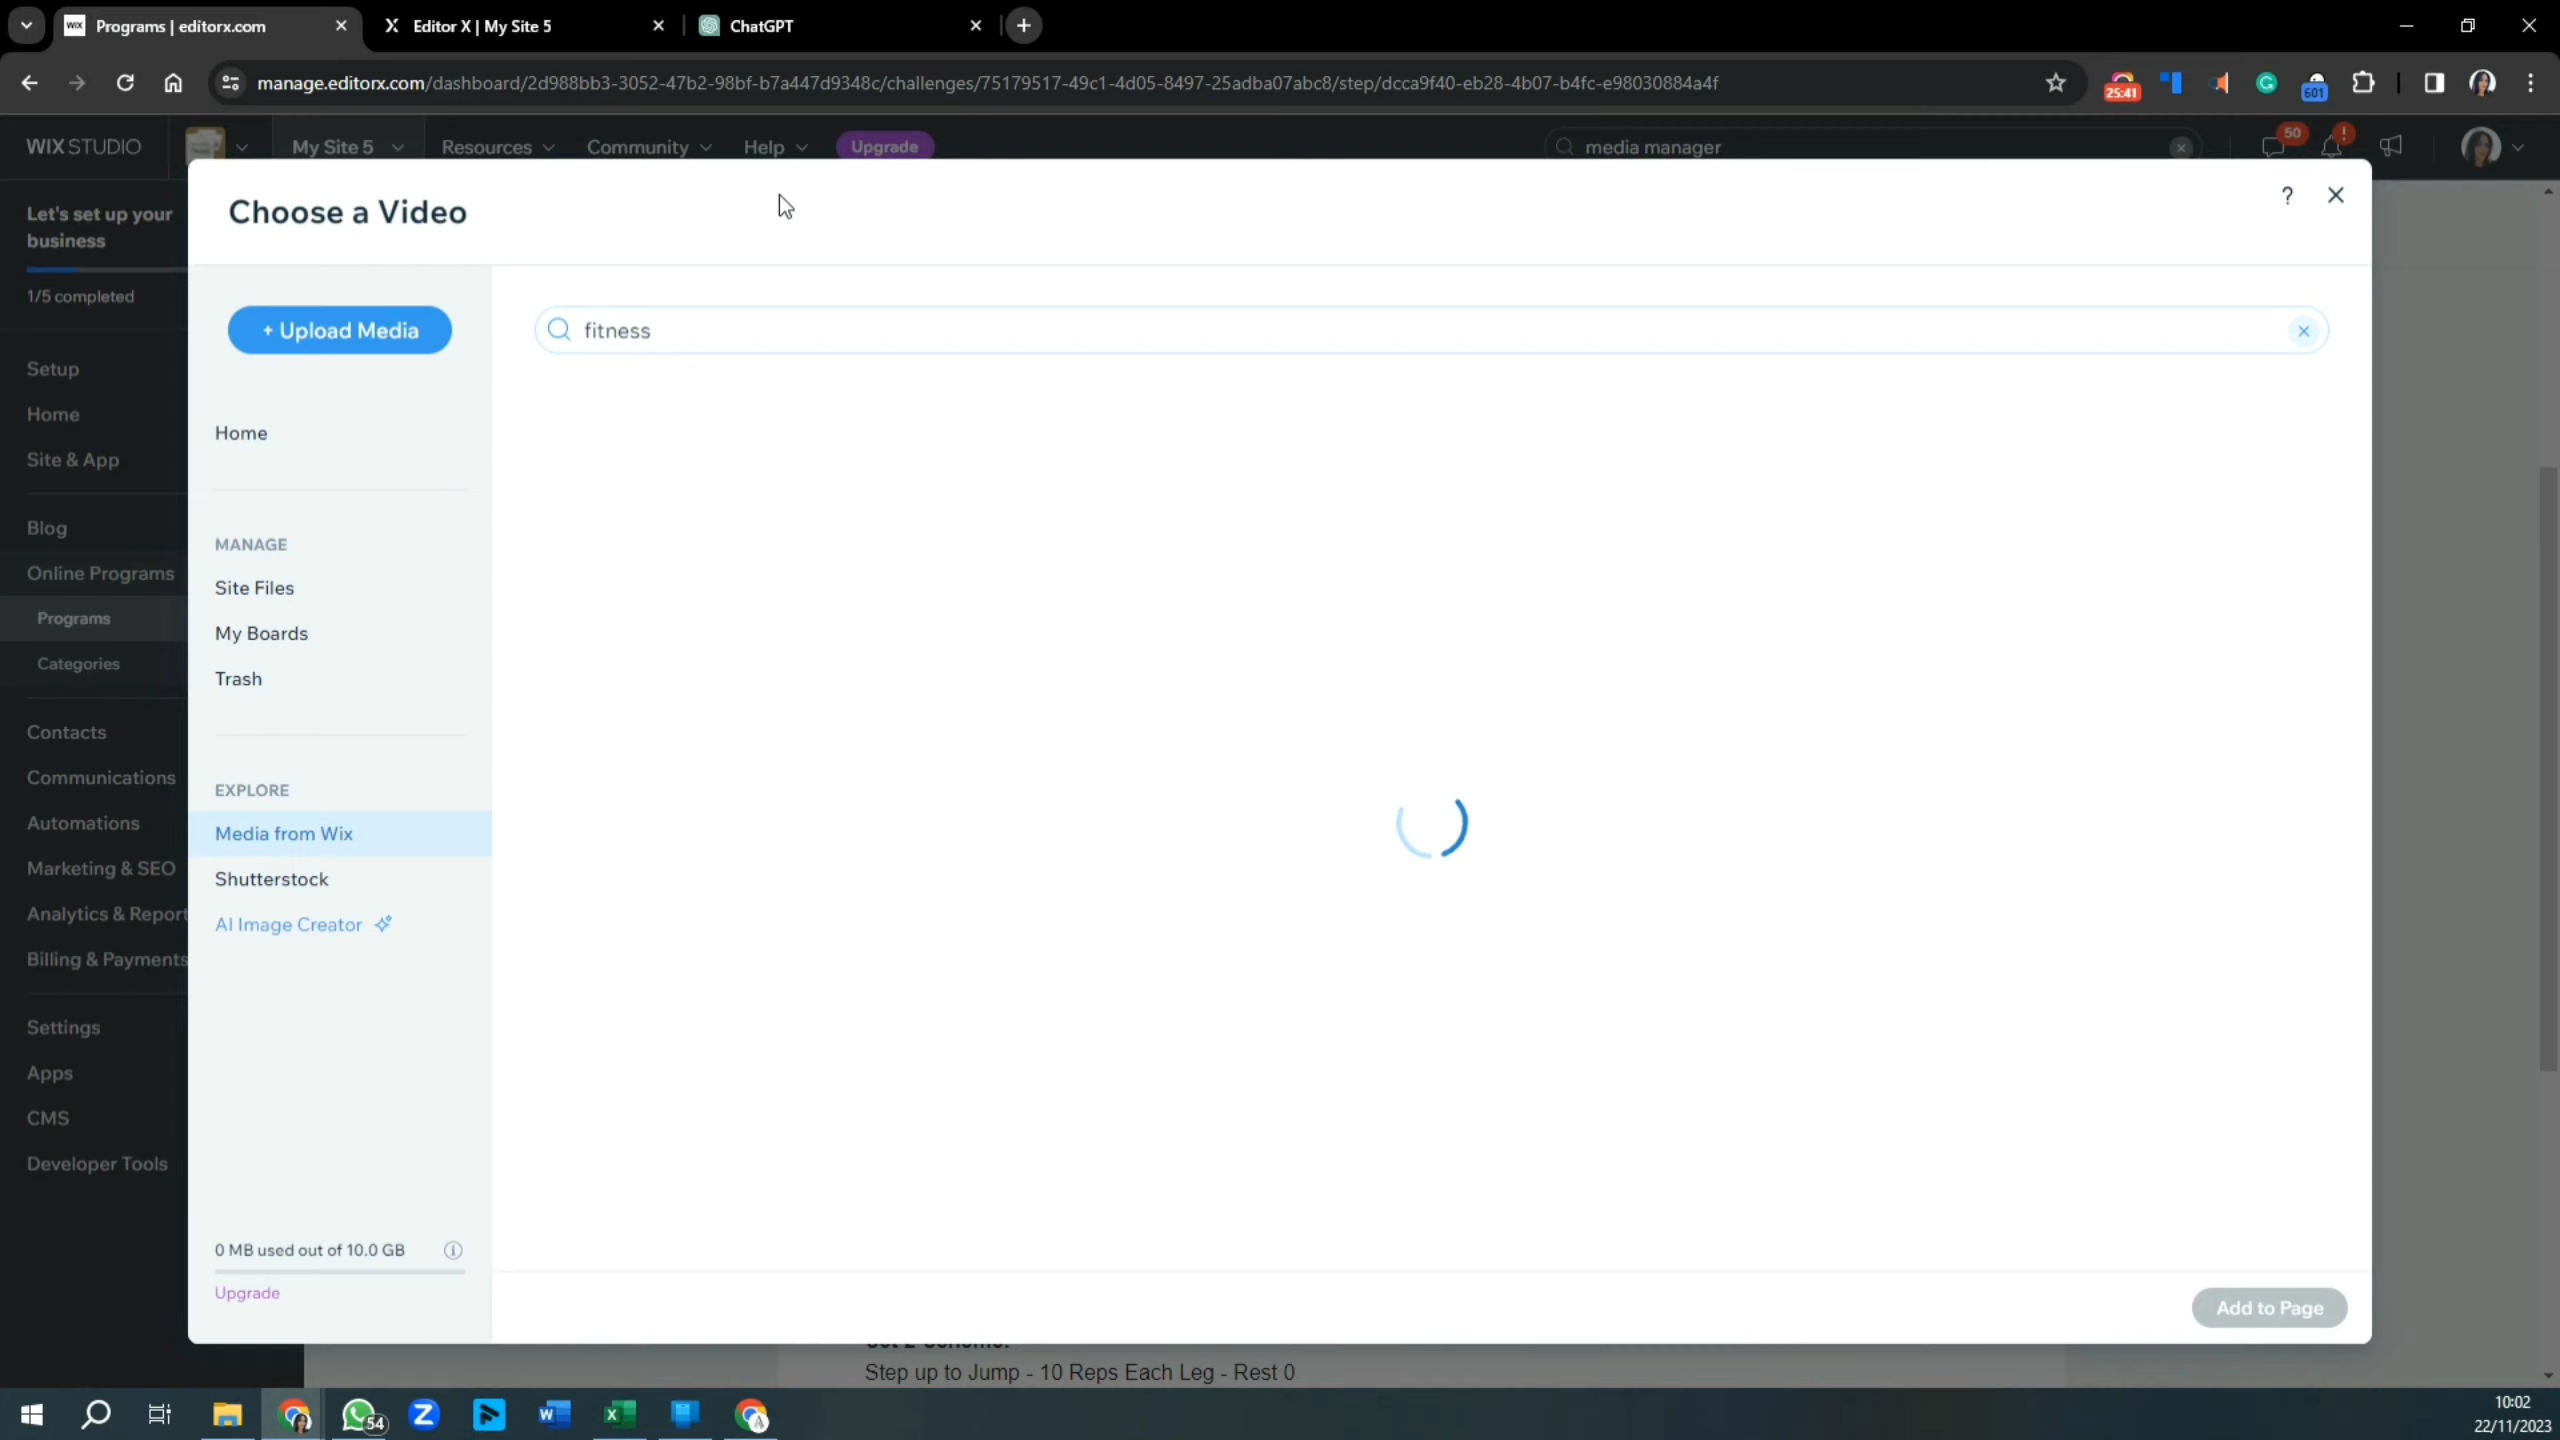 Programs | editorx.com
Editor X | My Site 5
ChatGPT
manage.editorx.com/dashboard/2d988bb3-3052-47b2-98bf-b7a447d9348c/challenges/75179517-49c1-4d05-8497-25adba07abc8/step/dcca9f40-eb28-4b07-b4fc-e98030884a4f
25:41
601
WIX STUDIO
My Site 5
Resources
Community
Help
Upgrade
media manager
50
Let's set up your
business
1/5 completed
Setup
Home
Site & App
Blog
Online Programs
Programs
Categories
Contacts
Communications
Automations
Marketing & SEO
Analytics & Report
Billing & Payments
Settings
Apps
CMS
Developer Tools
Choose a Video
?
+ Upload Media
fitness
Home
MANAGE
Site Files
My Boards
Trash
EXPLORE
Media from Wix
Shutterstock
AI Image Creator
0 MB used out of 10.0 GB
Upgrade
Add to Page
Step up to Jump - 10 Reps Each Leg - Rest 0
54
10:02
22/11/2023